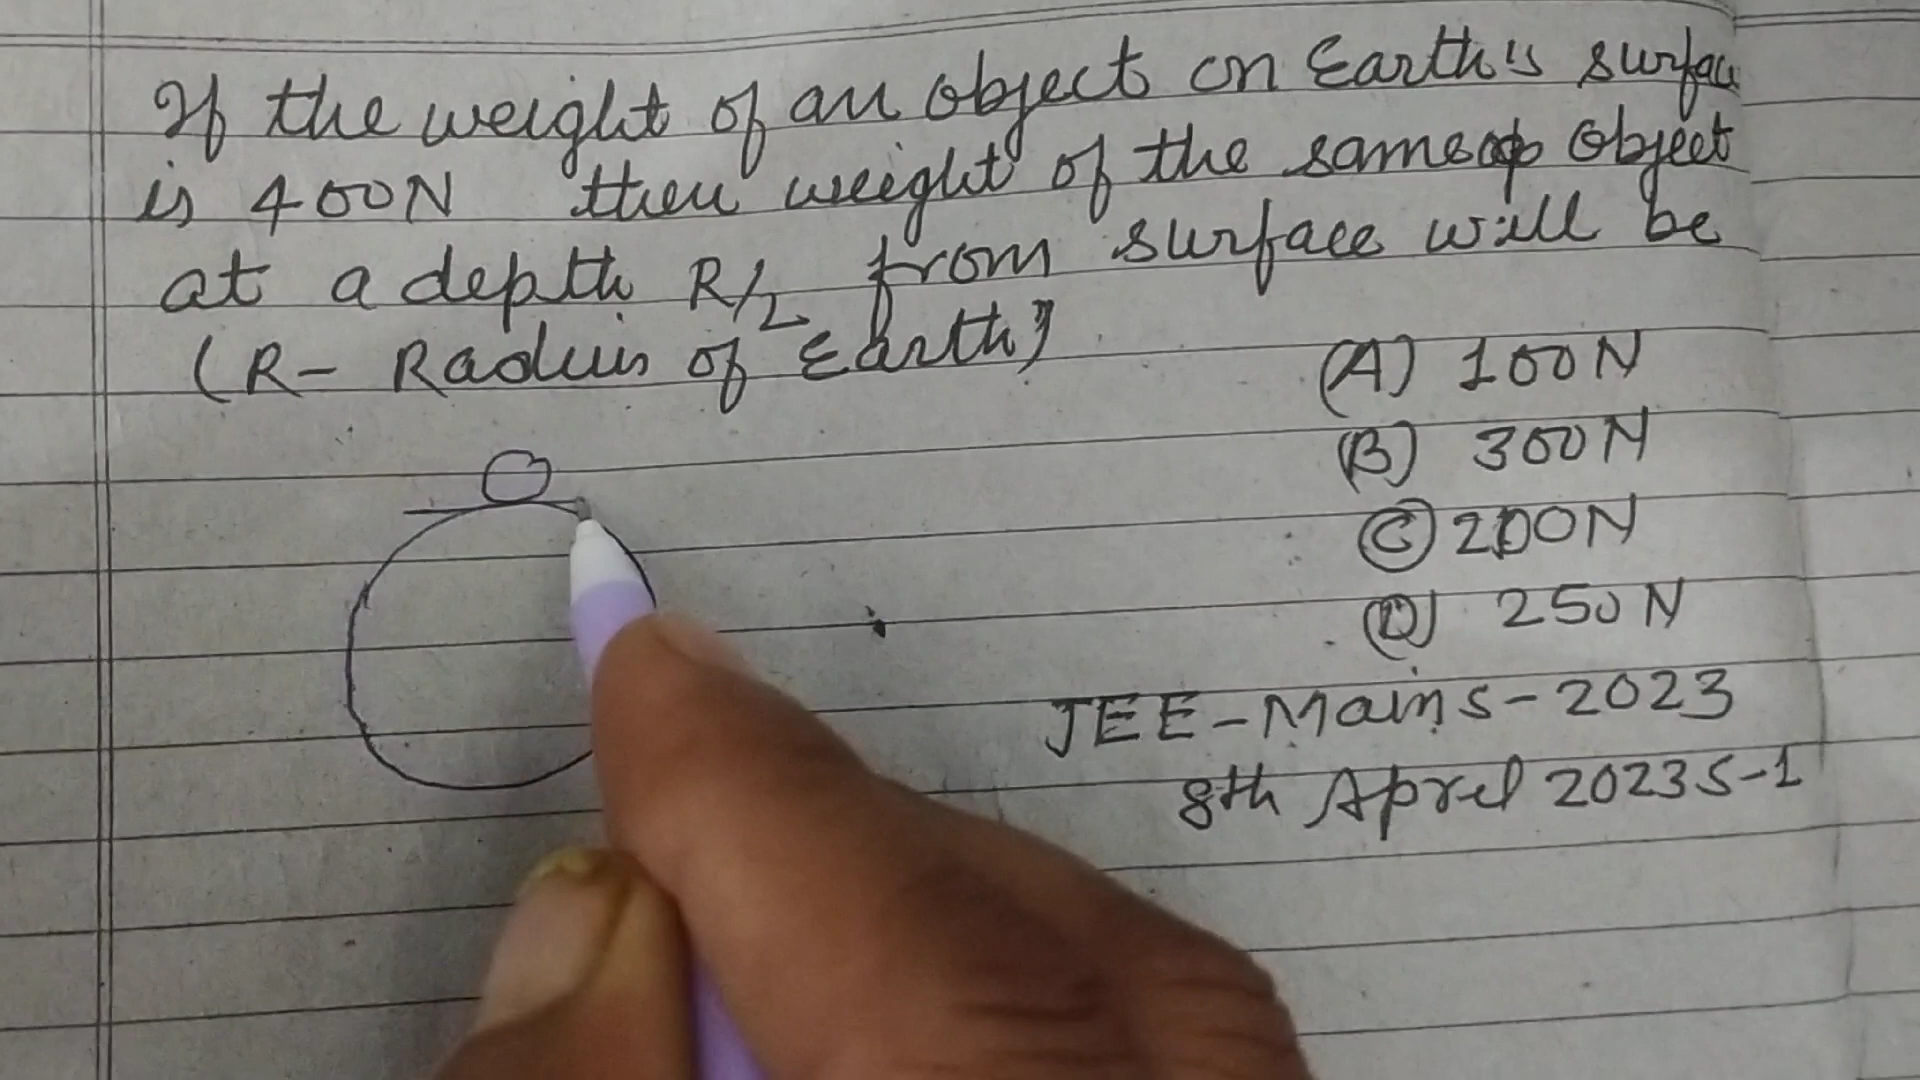 If the weight of an object on Earth's surface
is 400N then weight of the same object
at a depth R/2 from surface will be
(R- Radius of Earth)
(A) 100N
(B) 300N
(C) 200N
(D) 250N
JEE-Mains-2023
8th April 2023 S-1